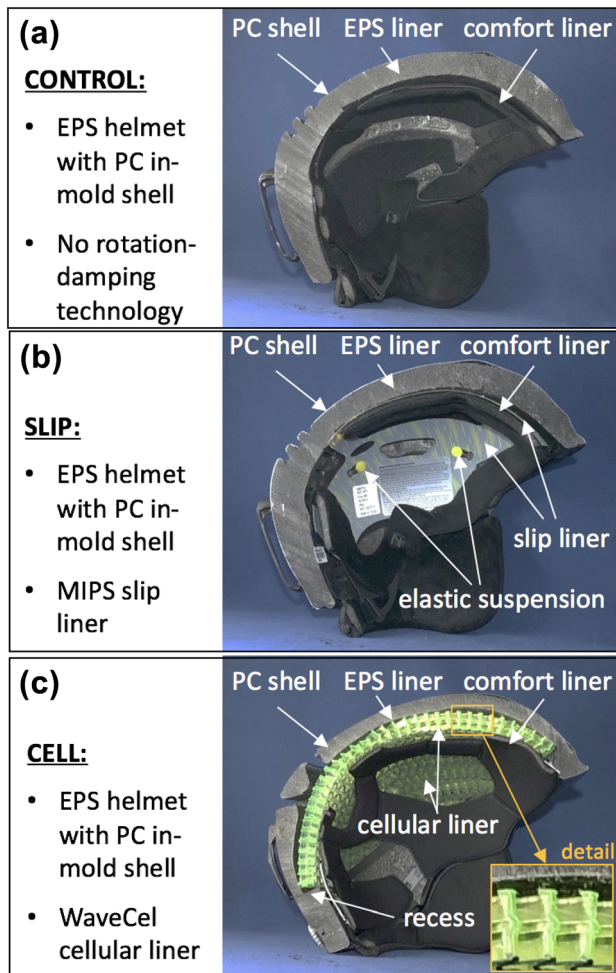 (a)
CONTROL:
• EPS helmet
with PC in-
mold shell
• No rotation-
damping
technology
PC shell
EPS liner
comfort liner
(b)
SLIP:
• EPS helmet
with PC in-
mold shell
• MIPS slip
liner
PC shell
EPS liner
comfort liner
slip liner
elastic suspension
(c)
CELL:
• EPS helmet
with PC in-
mold shell
• WaveCel
cellular liner
PC shell
EPS liner
comfort liner
cellular liner
detail
recess